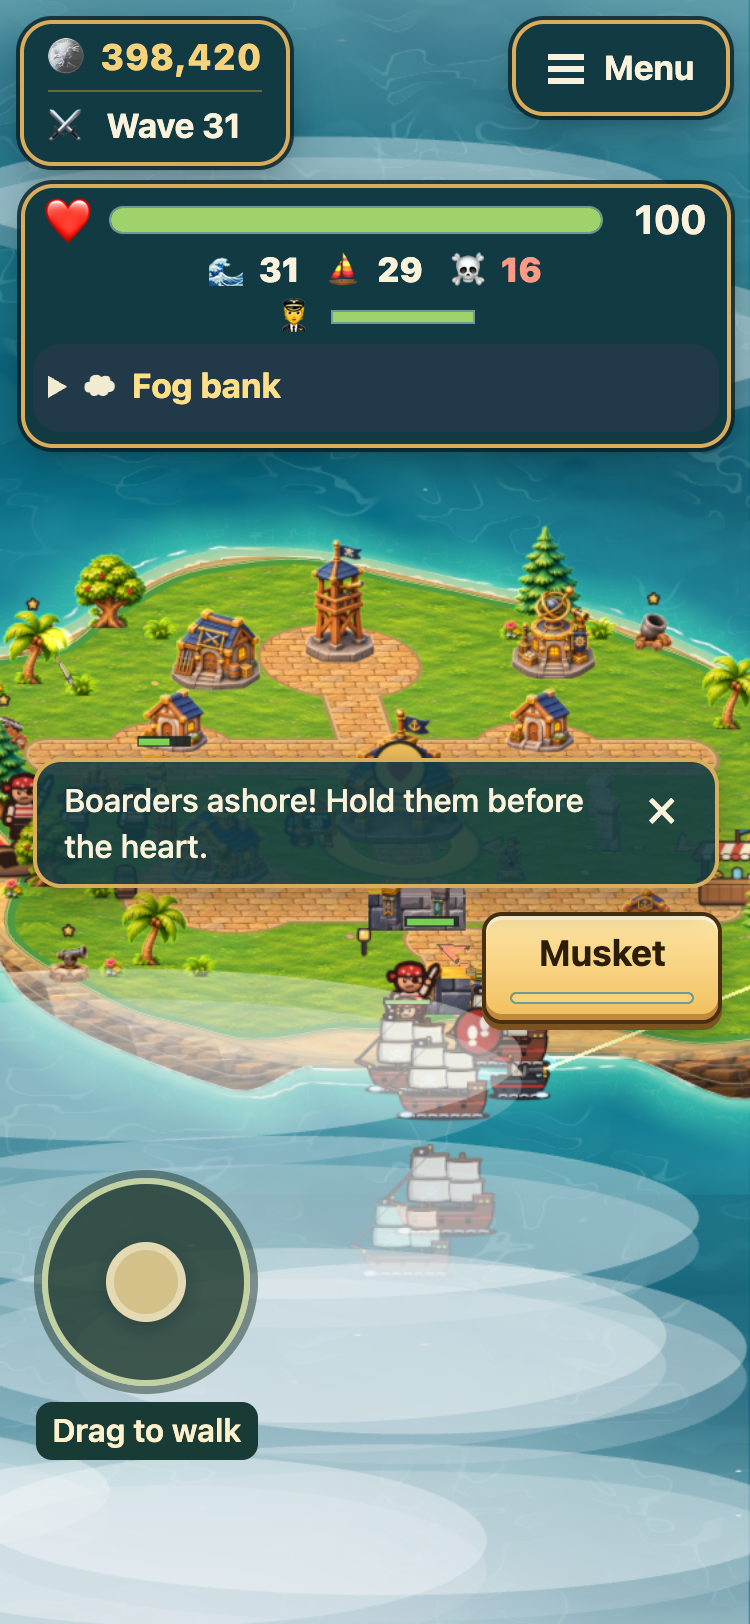 398,420
Menu
Wave 31
100
31 29 16
Fog bank
Boarders ashore! Hold them before
the heart.
Musket
Drag to walk